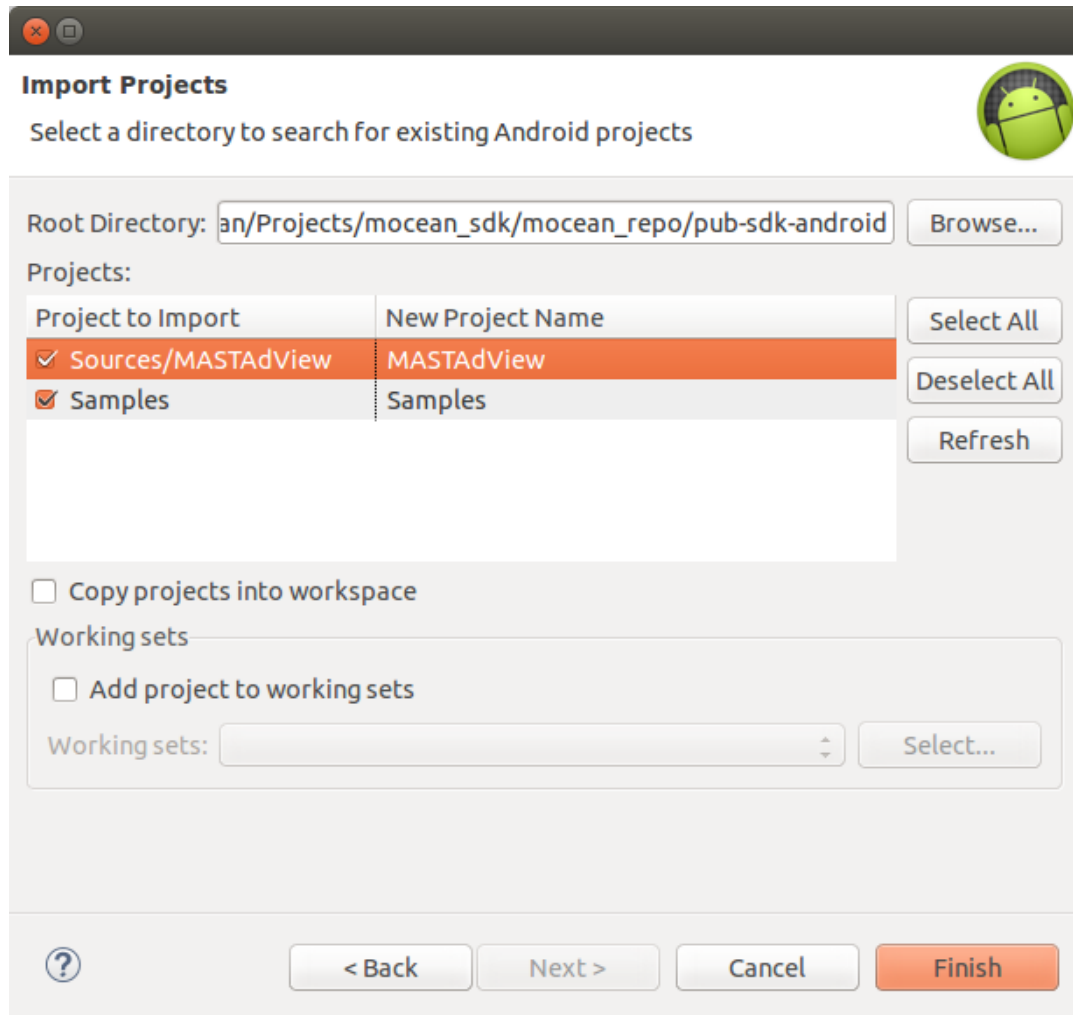 Import Projects
Select a directory to search for existing Android projects
Root Directory: an/Projects/mocean_sdk/mocean_repo/pub-sdk-android Browse...
Projects:
Project to Import New Project Name Select All
Sources/MASTAdView MASTAdView
Deselect All
Samples Samples
Refresh
Copy projects into workspace
Working sets
Add project to working sets
Working sets: Select...
? < Back Next > Cancel Finish